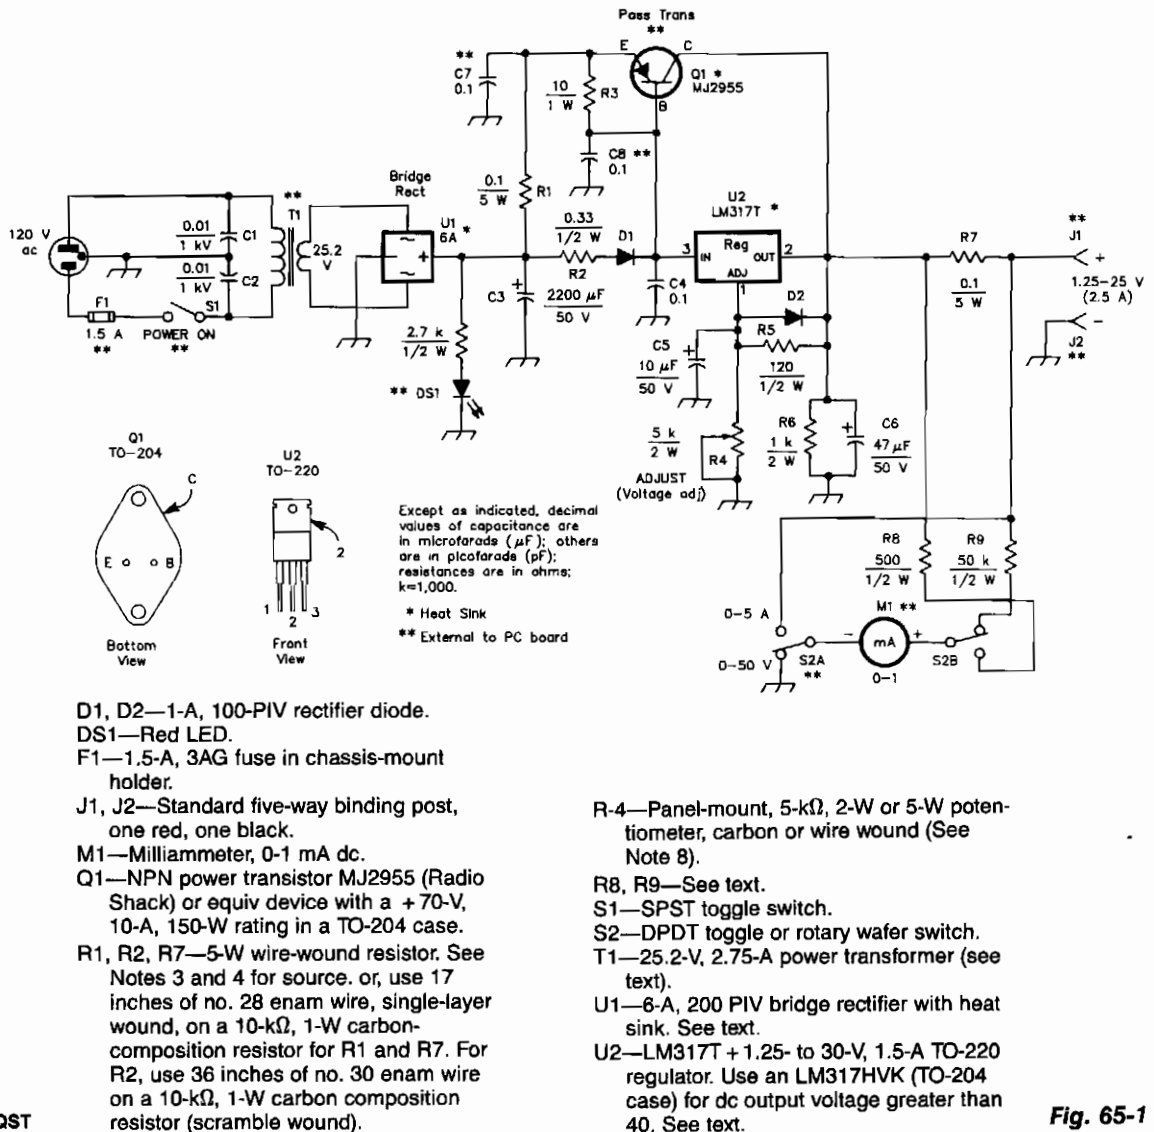 Pass Trans
**
E
C
**
C7
0.1
Q1 *
MJ2955
10
1 W
R3
B
C8 **
0.1
Bridge
Rect
0.1
5 W
R1
U2
LM317T *
**
T1
120 V
ac
0.01
1 kV
C1
0.01
1 kV
C2
25.2
V
U1
6A *
~
+
-
~
0.33
1/2 W
R2
D1
3
IN
Reg
OUT
ADJ
2
1
R7
0.1
5 W
**
J1
+
1.25-25 V
(2.5 A)
-
J2
**
F1
1.5 A
**
S1
POWER ON
**
C3
+
2200 µF
50 V
C4
0.1
D2
2.7 k
1/2 W
** DS1
C5
+
10 µF
50 V
R5
120
1/2 W
5 k
2 W
R4
ADJUST
(Voltage adj)
R6
1 k
2 W
+
C6
47 µF
50 V
Q1
TO-204
C
E
B
Bottom
View
U2
TO-220
2
1
2
3
Front
View
Except as indicated, decimal
values of capacitance are
in microfarads (µF); others
are in picofarads (pF);
resistances are in ohms;
k=1,000.
* Heat Sink
** External to PC board
R8
500
1/2 W
R9
50 k
1/2 W
0-5 A
0-50 V
S2A
**
M1 **
-
mA
+
0-1
S2B
D1, D2—1-A, 100-PIV rectifier diode.
DS1—Red LED.
F1—1.5-A, 3AG fuse in chassis-mount
holder.
J1, J2—Standard five-way binding post,
one red, one black.
M1—Milliammeter, 0-1 mA dc.
Q1—NPN power transistor MJ2955 (Radio
Shack) or equiv device with a +70-V,
10-A, 150-W rating in a TO-204 case.
R1, R2, R7—5-W wire-wound resistor. See
Notes 3 and 4 for source. or, use 17
inches of no. 28 enam wire, single-layer
wound, on a 10-kΩ, 1-W carbon-
composition resistor for R1 and R7. For
R2, use 36 inches of no. 30 enam wire
on a 10-kΩ, 1-W carbon composition
resistor (scramble wound).
R-4—Panel-mount, 5-kΩ, 2-W or 5-W poten-
tiometer, carbon or wire wound (See
Note 8).
R8, R9—See text.
S1—SPST toggle switch.
S2—DPDT toggle or rotary wafer switch.
T1—25.2-V, 2.75-A power transformer (see
text).
U1—6-A, 200 PIV bridge rectifier with heat
sink. See text.
U2—LM317T +1.25- to 30-V, 1.5-A TO-220
regulator. Use an LM317HVK (TO-204
case) for dc output voltage greater than
40. See text.
QST
Fig. 65-1